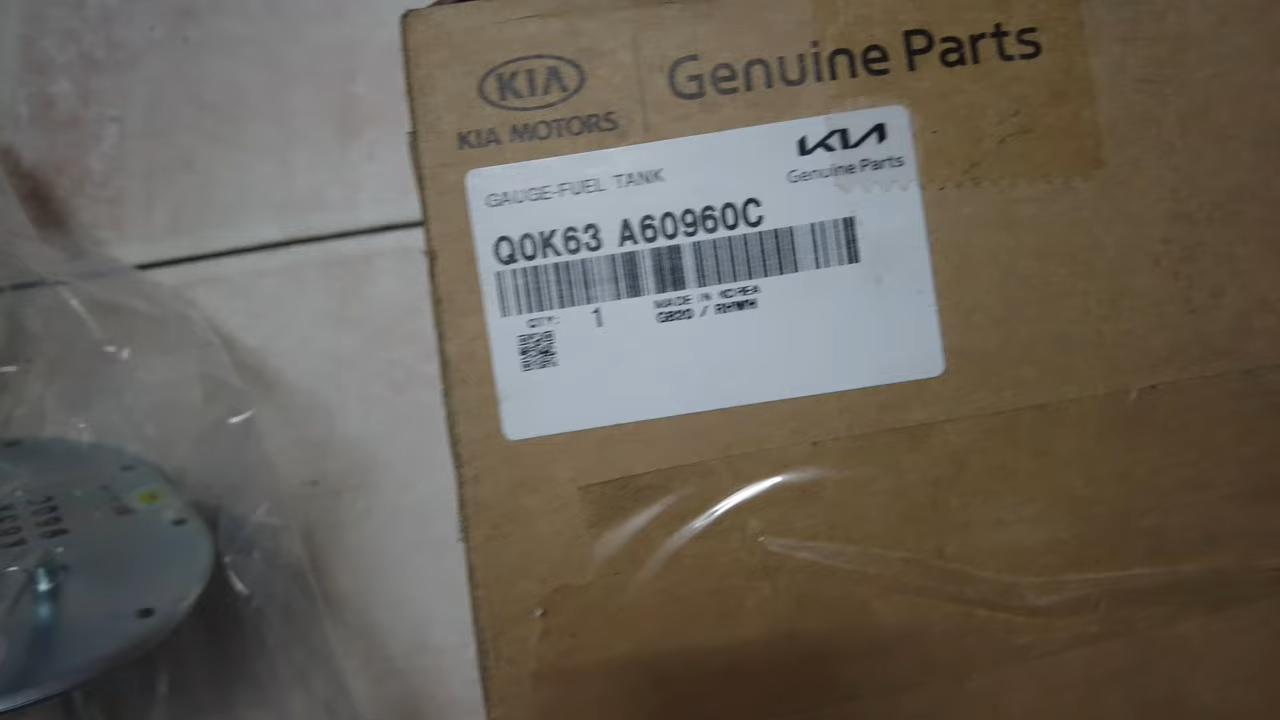 KIA
KIA MOTORS
Genuine Parts
KIA
Genuine Parts
GAUGE-FUEL TANK
Q0K63 A60960C
QTY: 1
MADE IN KOREA